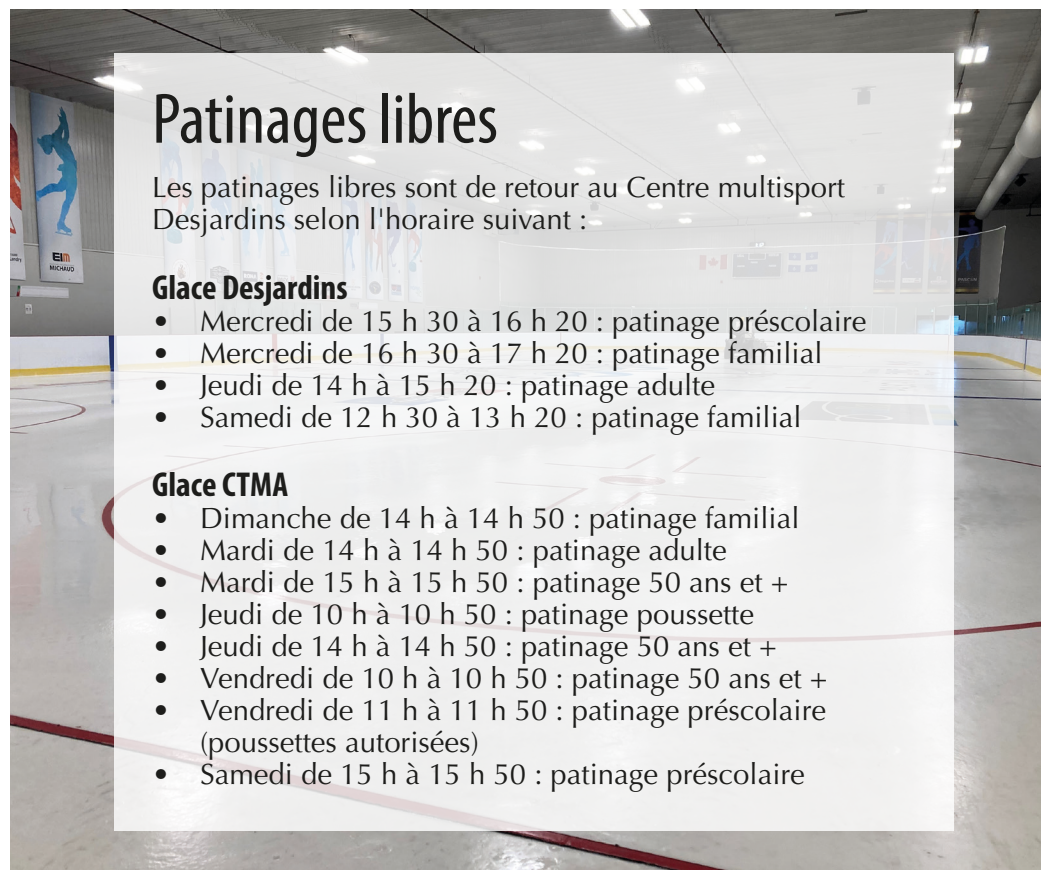 Patinages libres
Les patinages libres sont de retour au Centre multisport
Desjardins selon l'horaire suivant :
Glace Desjardins
• Mercredi de 15 h 30 à 16 h 20 : patinage préscolaire
• Mercredi de 16 h 30 à 17 h 20 : patinage familial
• Jeudi de 14 h à 15 h 20 : patinage adulte
• Samedi de 12 h 30 à 13 h 20 : patinage familial
Glace CTMA
• Dimanche de 14 h à 14 h 50 : patinage familial
• Mardi de 14 h à 14 h 50 : patinage adulte
• Mardi de 15 h à 15 h 50 : patinage 50 ans et +
• Jeudi de 10 h à 10 h 50 : patinage poussette
• Jeudi de 14 h à 14 h 50 : patinage 50 ans et +
• Vendredi de 10 h à 10 h 50 : patinage 50 ans et +
• Vendredi de 11 h à 11 h 50 : patinage préscolaire
(poussettes autorisées)
• Samedi de 15 h à 15 h 50 : patinage préscolaire
EIM
MICHAUD